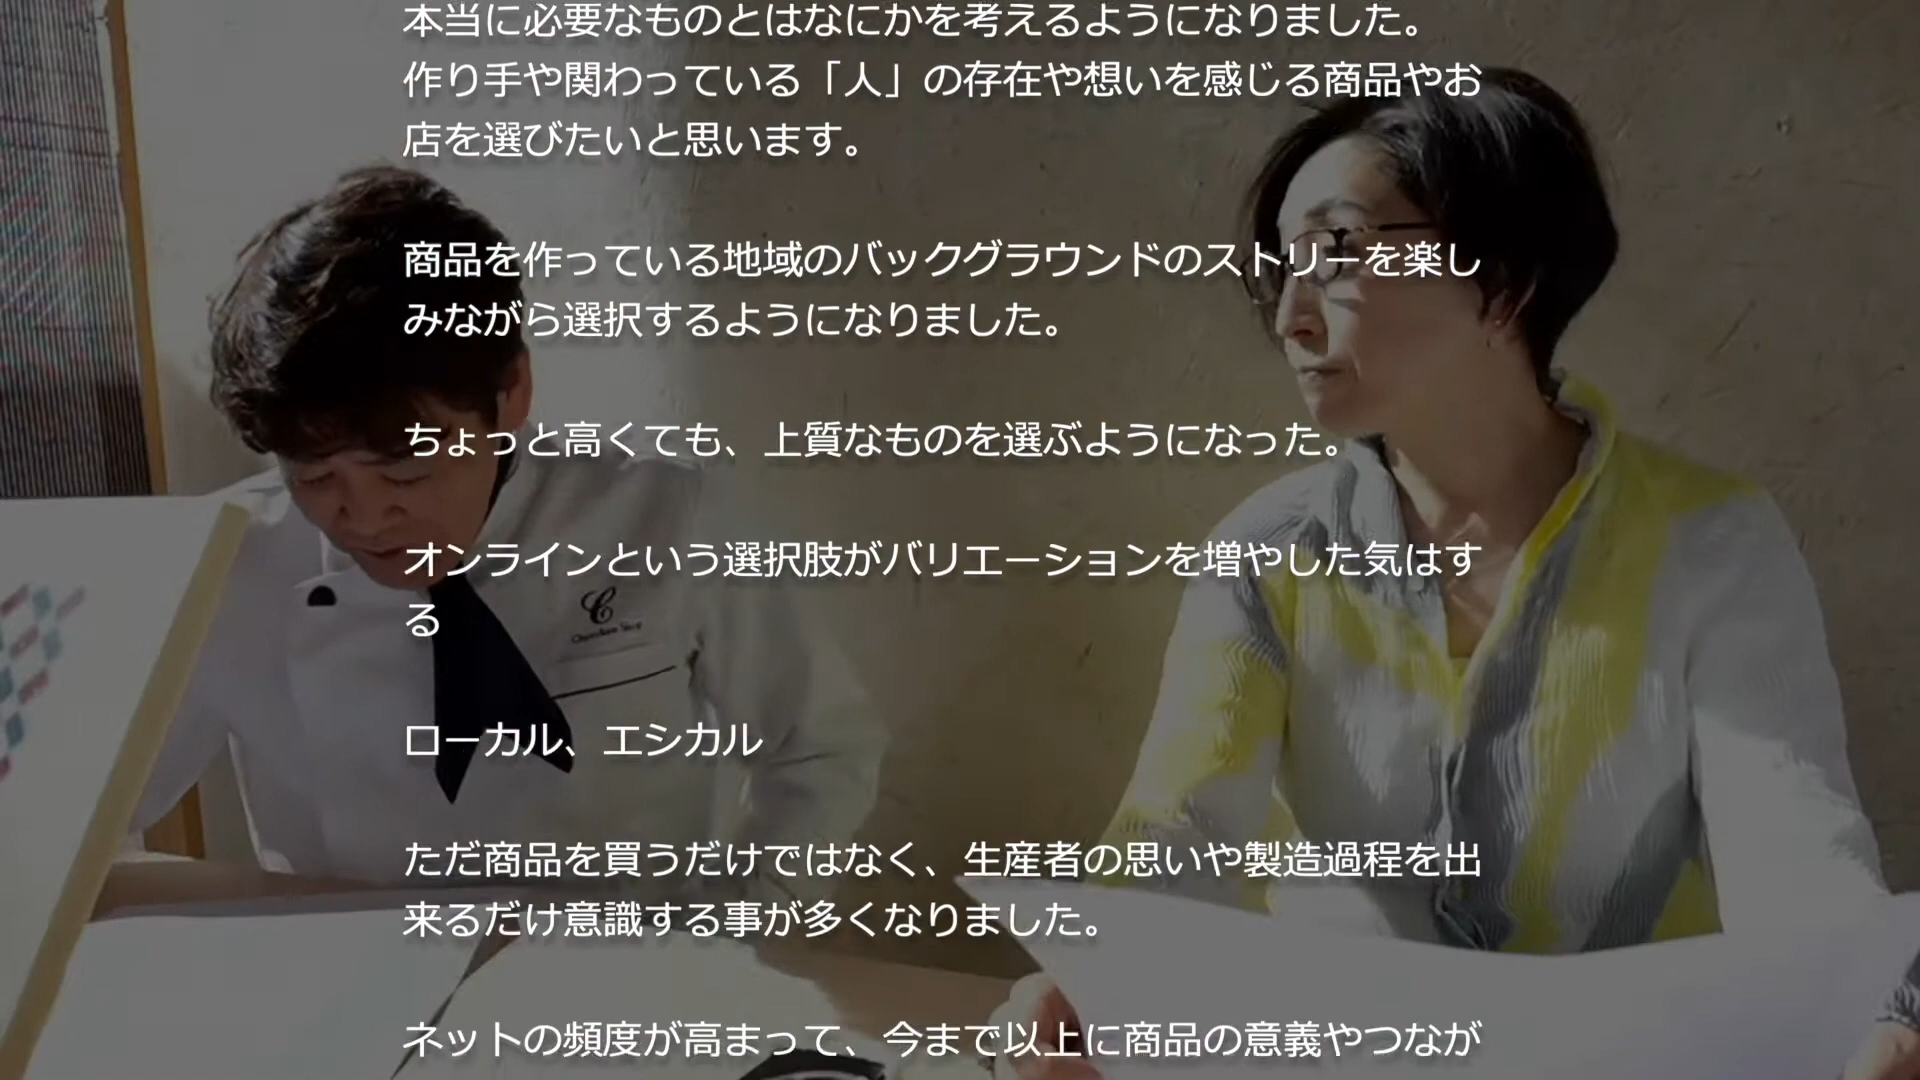 本当に必要なものとはなにかを考えるようになりました。
作り手や関わっている「人」の存在や想いを感じる商品やお
店を選びたいと思います。
商品を作っている地域のバックグラウンドのストリーを楽し
みながら選択するようになりました。
ちょっと高くても、上質なものを選ぶようになった。
オンラインという選択肢がバリエーションを増やした気はす
る
ローカル、エシカル
ただ商品を買うだけではなく、生産者の思いや製造過程を出
来るだけ意識する事が多くなりました。
ネットの頻度が高まって、今まで以上に商品の意義やつなが